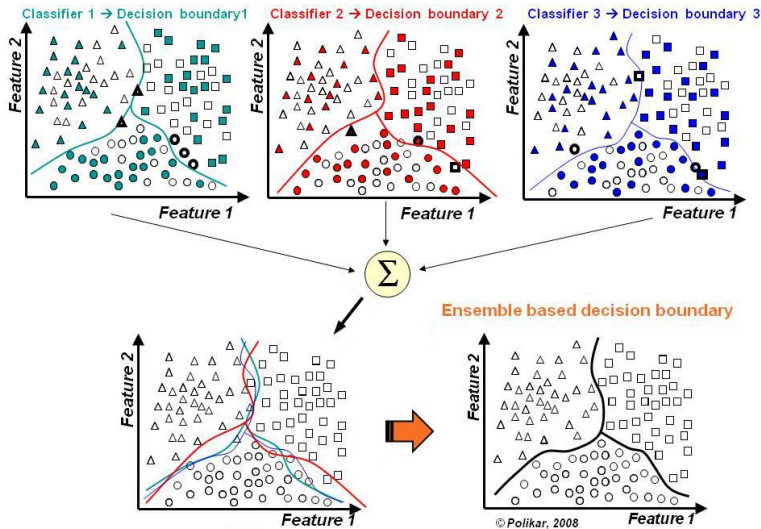 Classifier 1 → Decision boundary1
Classifier 2 → Decision boundary 2
Classifier 3 → Decision boundary 3
Feature 2
Feature 1
Feature 2
Feature 1
Feature 2
Feature 1
Σ
Ensemble based decision boundary
Feature 2
Feature 1
Feature 2
Feature 1
© Polikar, 2008